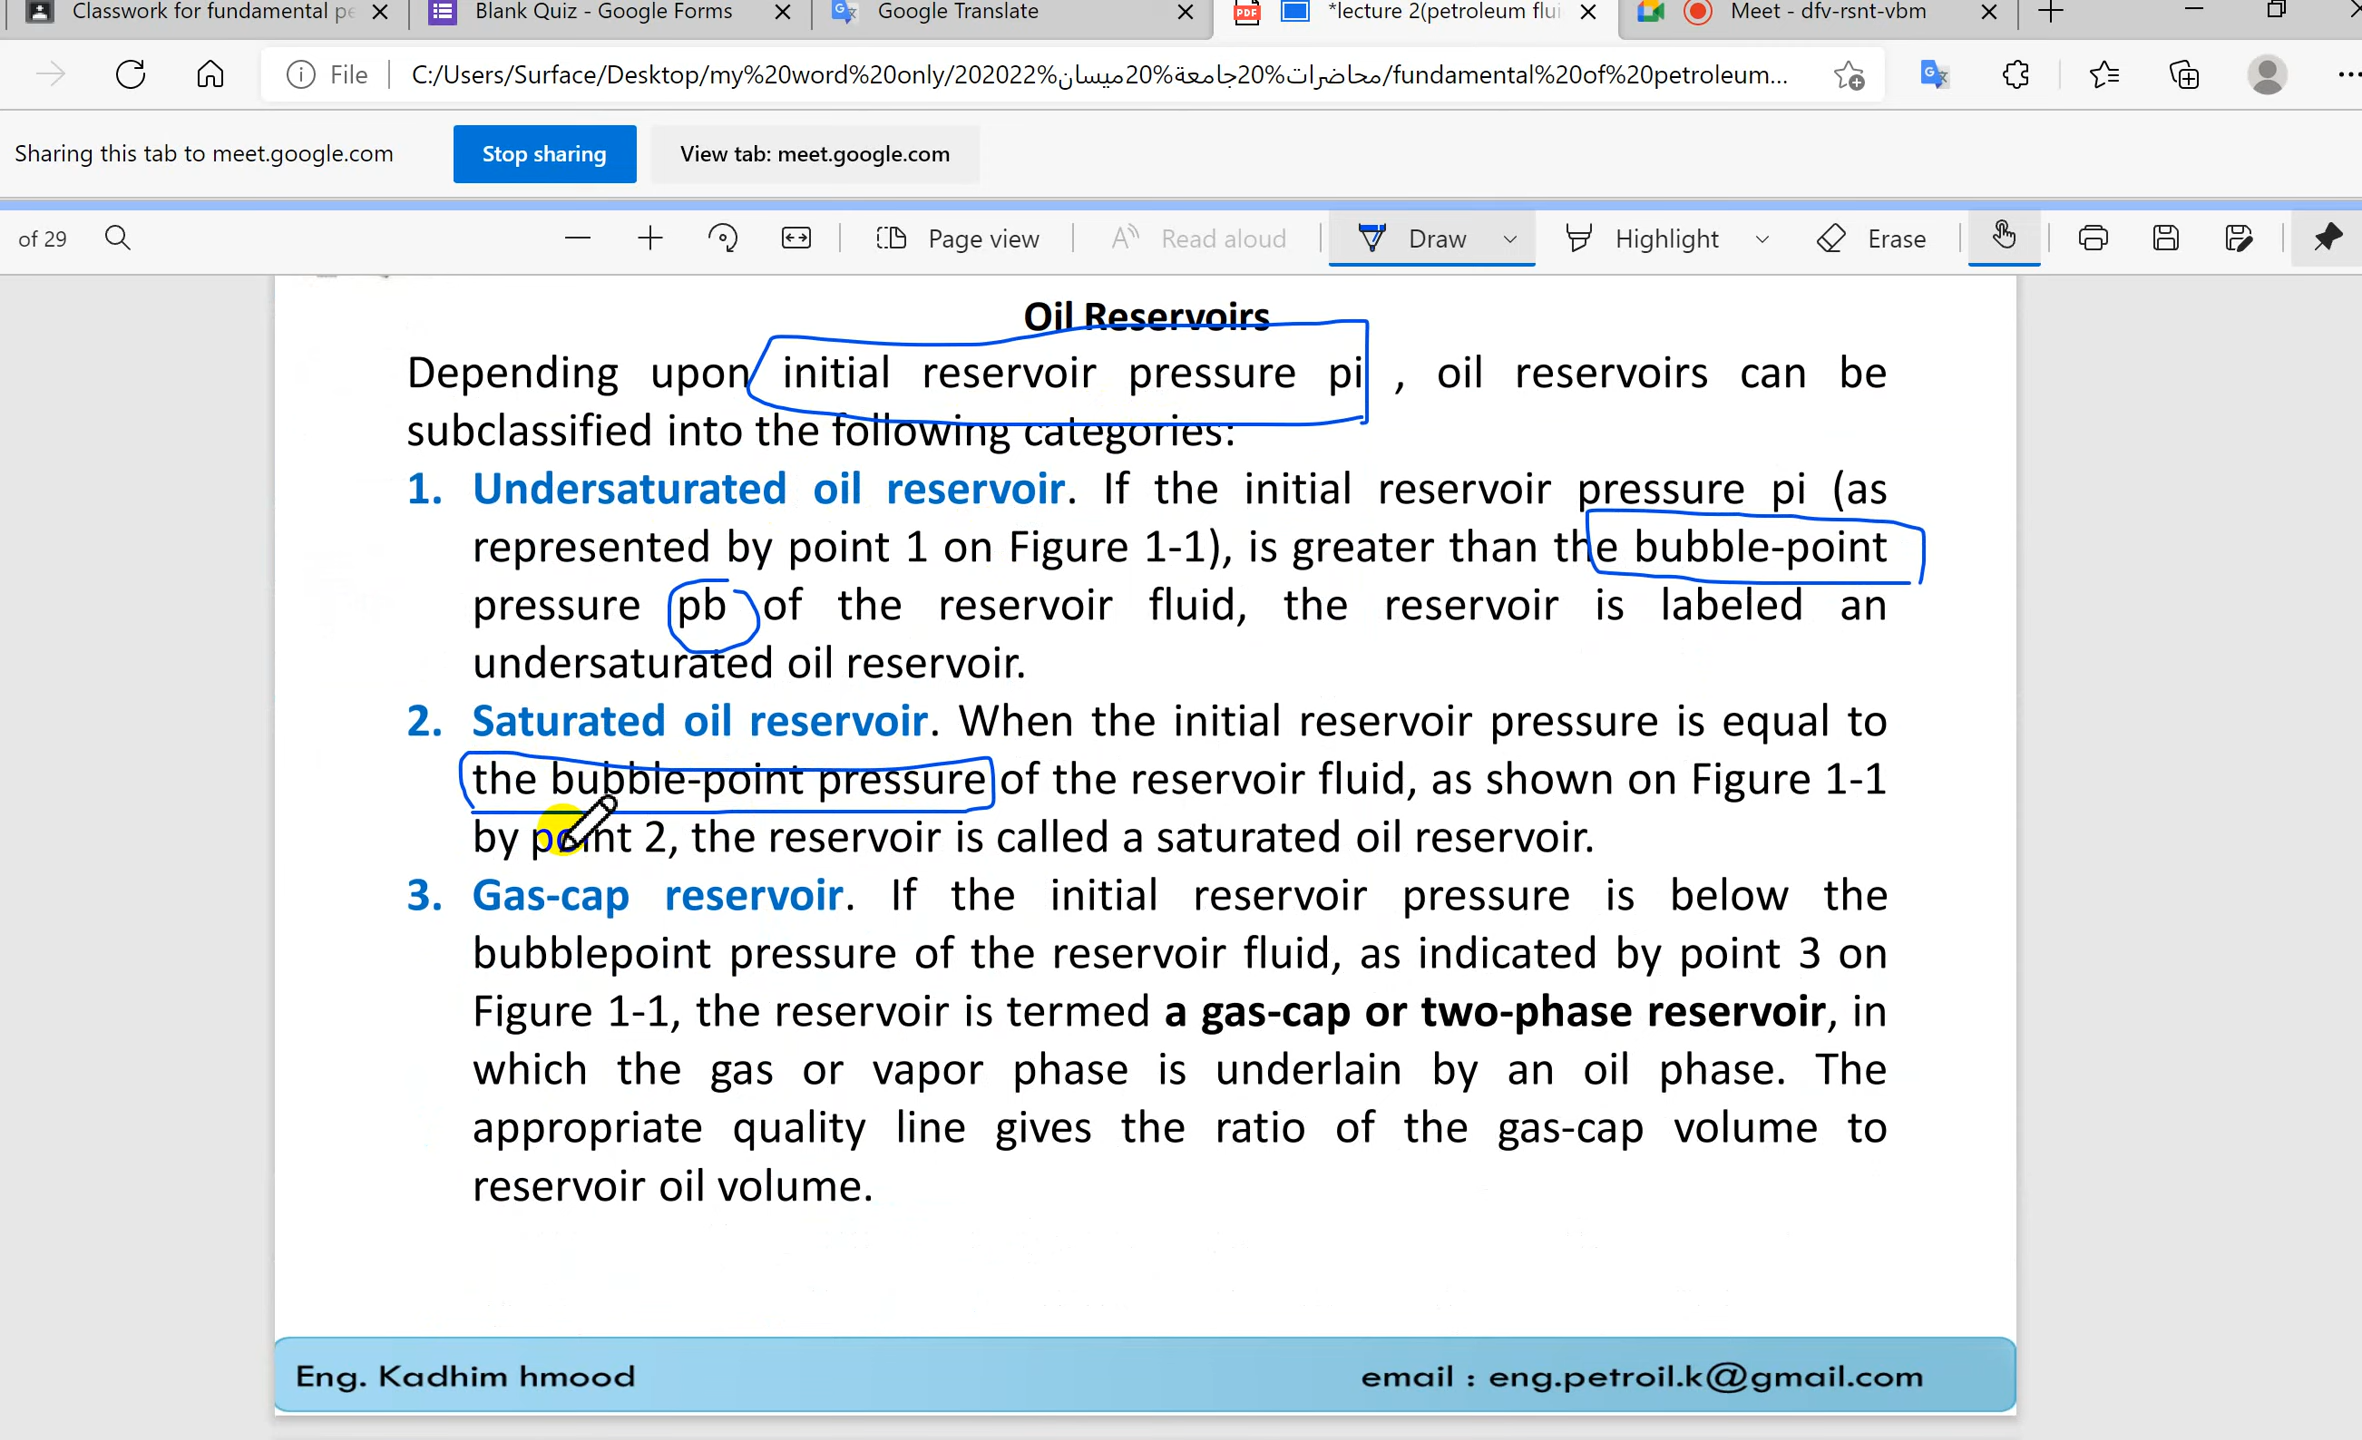 Classwork for fundamental pe
Blank Quiz - Google Forms
Google Translate
*lecture 2(petroleum flui
Meet - dfv-rsnt-vbm
File
C:/Users/Surface/Desktop/my%20word%20only/202022%محاضرات%20جامعة%20ميسان/fundamental%20of%20petroleum...
Sharing this tab to meet.google.com
Stop sharing
View tab: meet.google.com
of 29
Page view
Read aloud
Draw
Highlight
Erase
Oil Reservoirs
Depending upon initial reservoir pressure pi , oil reservoirs can be
subclassified into the following categories:
1. Undersaturated oil reservoir. If the initial reservoir pressure pi (as
represented by point 1 on Figure 1-1), is greater than the bubble-point
pressure pb of the reservoir fluid, the reservoir is labeled an
undersaturated oil reservoir.
2. Saturated oil reservoir. When the initial reservoir pressure is equal to
the bubble-point pressure of the reservoir fluid, as shown on Figure 1-1
by point 2, the reservoir is called a saturated oil reservoir.
3. Gas-cap reservoir. If the initial reservoir pressure is below the
bubblepoint pressure of the reservoir fluid, as indicated by point 3 on
Figure 1-1, the reservoir is termed a gas-cap or two-phase reservoir, in
which the gas or vapor phase is underlain by an oil phase. The
appropriate quality line gives the ratio of the gas-cap volume to
reservoir oil volume.
Eng. Kadhim hmood
email : eng.petroil.k@gmail.com